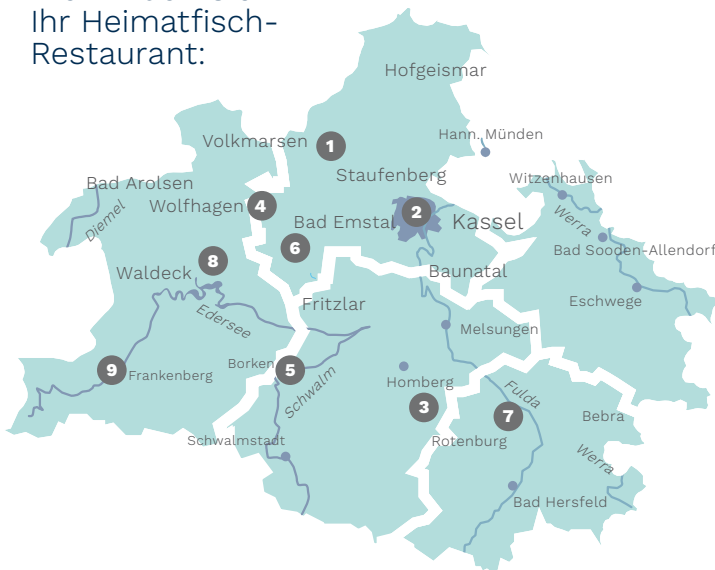 Ihr Heimatfisch-
Restaurant:
Hofgeismar
Hann. Münden
Volkmarsen
1
Staufenberg
Witzenhausen
Bad Arolsen
Wolfhagen
4
2
Bad Emstal
Kassel
Werra
Diemel
6
Bad Sooden-Allendorf
8
Waldeck
Baunatal
Eschwege
Fritzlar
Edersee
Melsungen
Borken
5
9
Frankenberg
Schwalm
Homberg
3
Fulda
7
Bebra
Schwalmstadt
Rotenburg
Werra
Bad Hersfeld